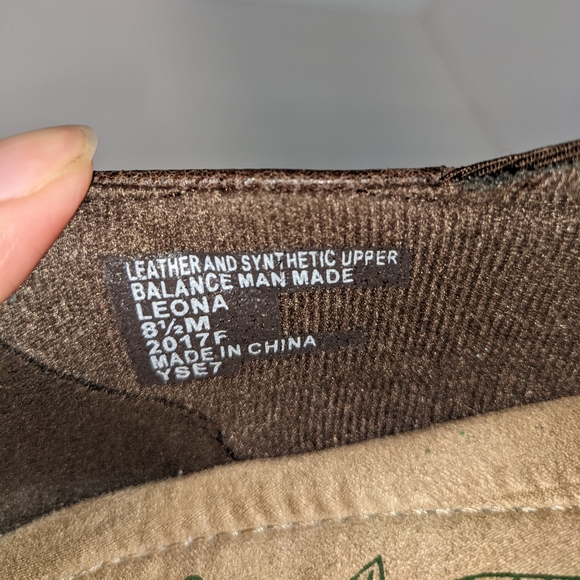 LEATHER AND SYNTHETIC UPPER
BALANCE MAN MADE
LEONA
8½M
2017F
MADE IN CHINA
YSE7